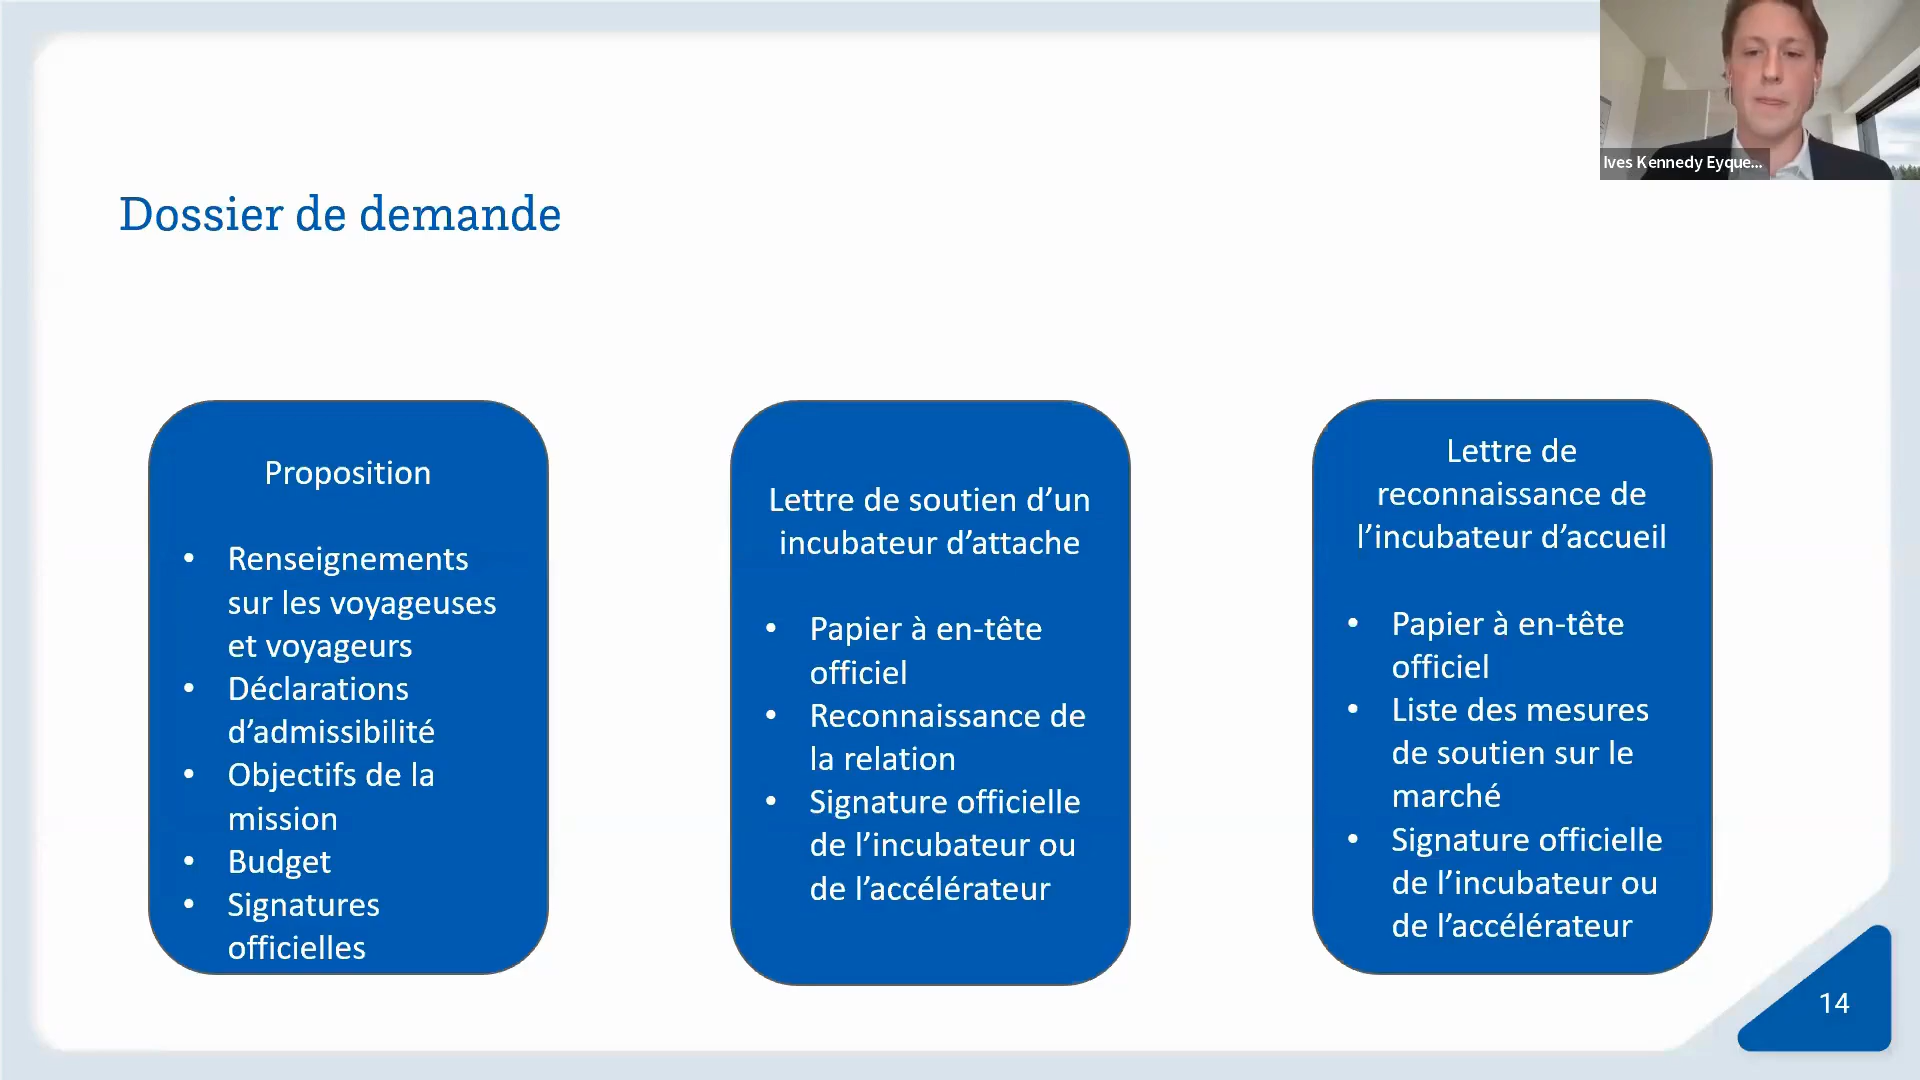 Ives Kennedy Eyque...
Dossier de demande
Proposition
• Renseignements
sur les voyageuses
et voyageurs
• Déclarations
d’admissibilité
• Objectifs de la
mission
• Budget
• Signatures
officielles
Lettre de soutien d’un
incubateur d’attache
• Papier à en-tête
officiel
• Reconnaissance de
la relation
• Signature officielle
de l’incubateur ou
de l’accélérateur
Lettre de
reconnaissance de
l’incubateur d’accueil
• Papier à en-tête
officiel
• Liste des mesures
de soutien sur le
marché
• Signature officielle
de l’incubateur ou
de l’accélérateur
14